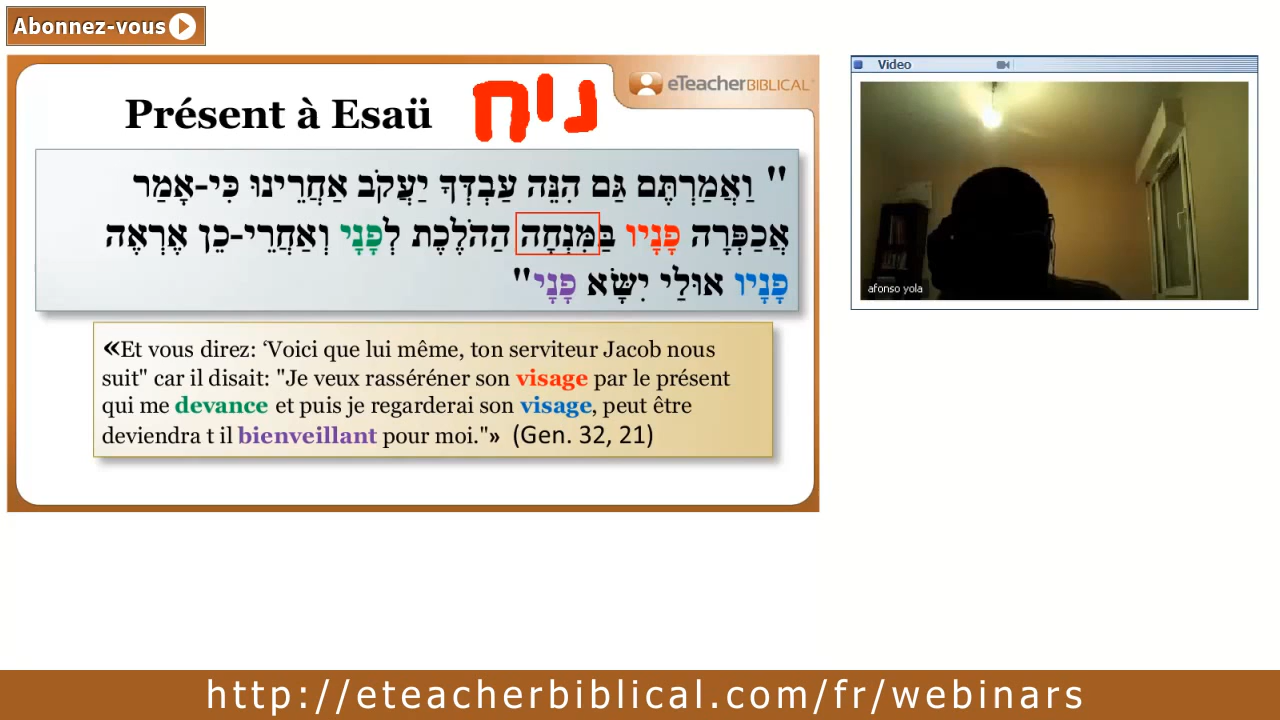 Abonnez-vous
Présent à Esaü
ניח
eTeacherBIBLICAL
" וַאֲמַרְתֶּם גַּם הִנֵּה עַבְדְּךָ יַעֲקֹב אַחֲרֵינוּ כִּי-אָמַר
אֲכַפְּרָה פָנָיו בַּמִּנְחָה הַהֹלֶכֶת לְפָנָי וְאַחֲרֵי-כֵן אֶרְאֶה
פָנָיו אוּלַי יִשָּׂא פָנָי"
«Et vous direz: ‘Voici que lui même, ton serviteur Jacob nous
suit" car il disait: "Je veux rasséréner son visage par le présent
qui me devance et puis je regarderai son visage, peut être
deviendra t il bienveillant pour moi."» (Gen. 32, 21)
Video
afonso yola
http://eteacherbiblical.com/fr/webinars